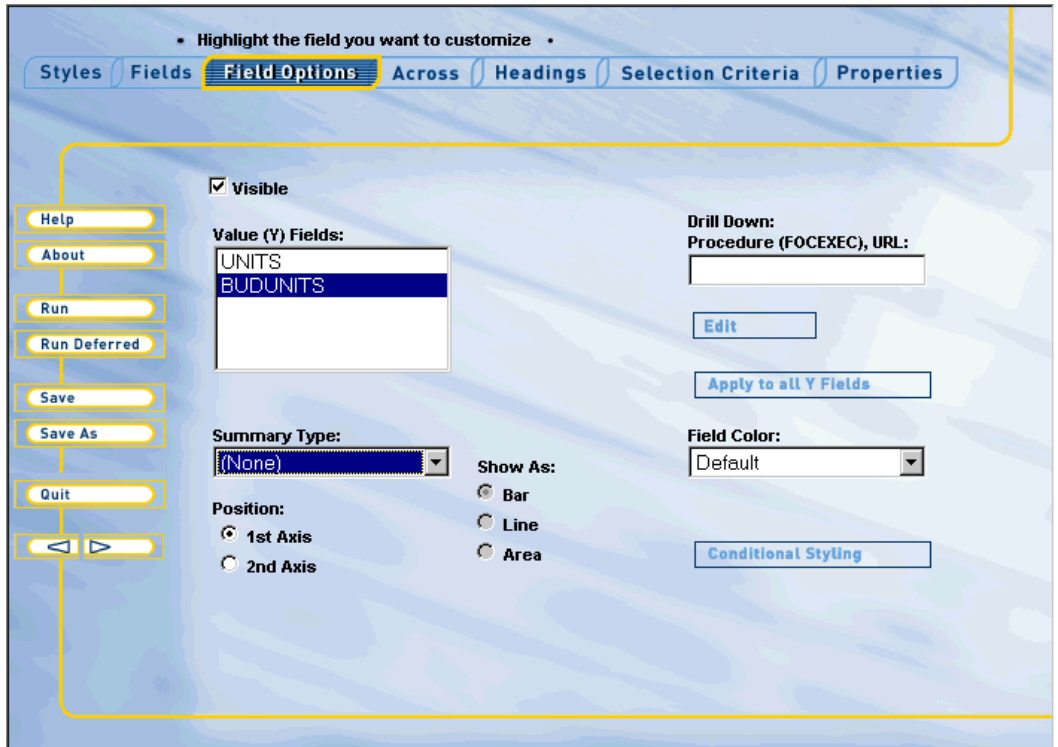 • Highlight the field you want to customize •
Styles Fields Field Options Across Headings Selection Criteria Properties
Visible
Help
About
Run
Run Deferred
Save
Save As
Quit
Value (Y) Fields:
UNITS
BUDUNITS
Drill Down:
Procedure (FOCEXEC), URL:
Edit
Apply to all Y Fields
Summary Type:
(None)
Position:
1st Axis
2nd Axis
Show As:
Bar
Line
Area
Field Color:
Default
Conditional Styling